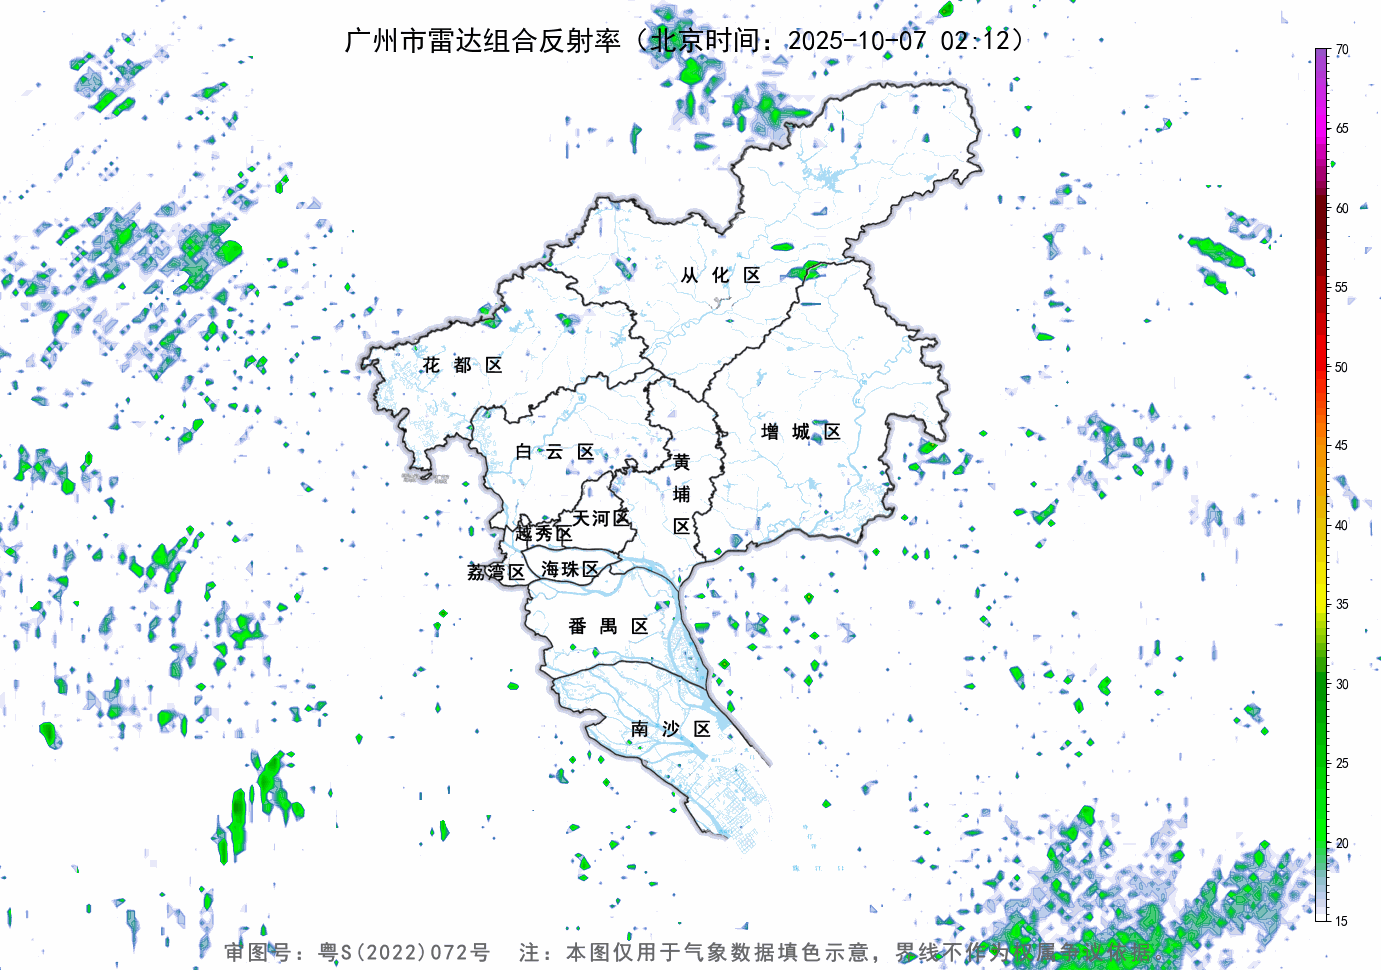 广州市雷达组合反射率（北京时间：2025-10-07 02:12）
70
65
60
55
50
45
40
35
30
25
20
15
从化区
花都区
增城区
白云区
黄埔区
天河区
越秀区
荔湾区
海珠区
番禺区
南沙区
审图号：粤S(2022)072号 注：本图仅用于气象数据填色示意，界线不作为权属争议依据。